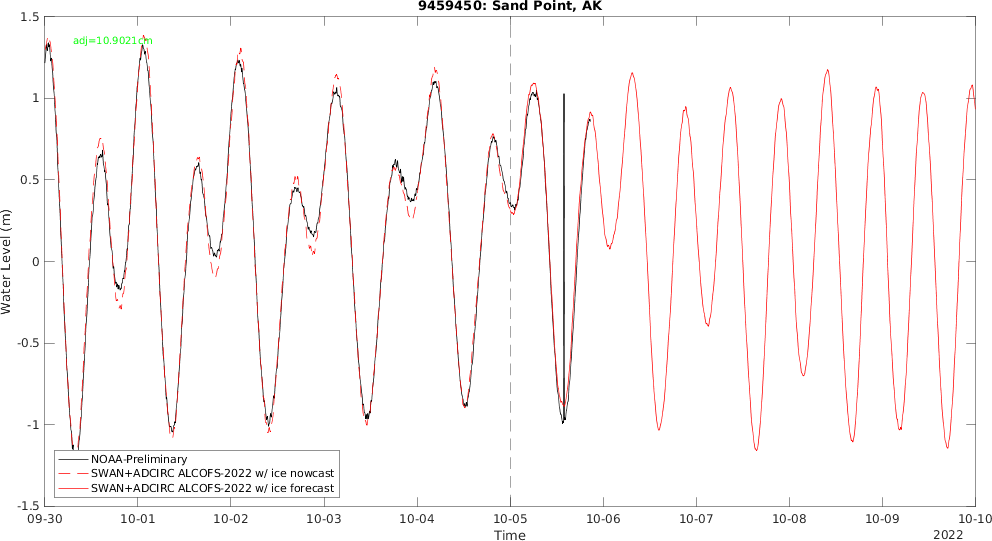 9459450: Sand Point, AK
adj=10.9021cm
1.5
1
0.5
0
-0.5
-1
-1.5
Water Level (m)
NOAA-Preliminary
SWAN+ADCIRC ALCOFS-2022 w/ ice nowcast
SWAN+ADCIRC ALCOFS-2022 w/ ice forecast
09-30 10-01 10-02 10-03 10-04 10-05 10-06 10-07 10-08 10-09 10-10
Time
2022